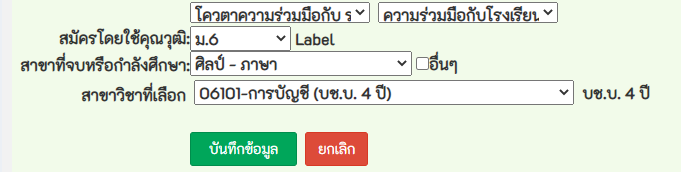 โควตาความร่วมมือกับ ร ความร่วมมือกับโรงเรียน
สมัครโดยใช้คุณวุฒิ: ม.6 Label
สาขาที่จบหรือกำลังศึกษา: ศิลป์ - ภาษา อื่นๆ
สาขาวิชาที่เลือก 06101-การบัญชี (บช.บ. 4 ปี) บช.บ. 4 ปี
บันทึกข้อมูล ยกเลิก